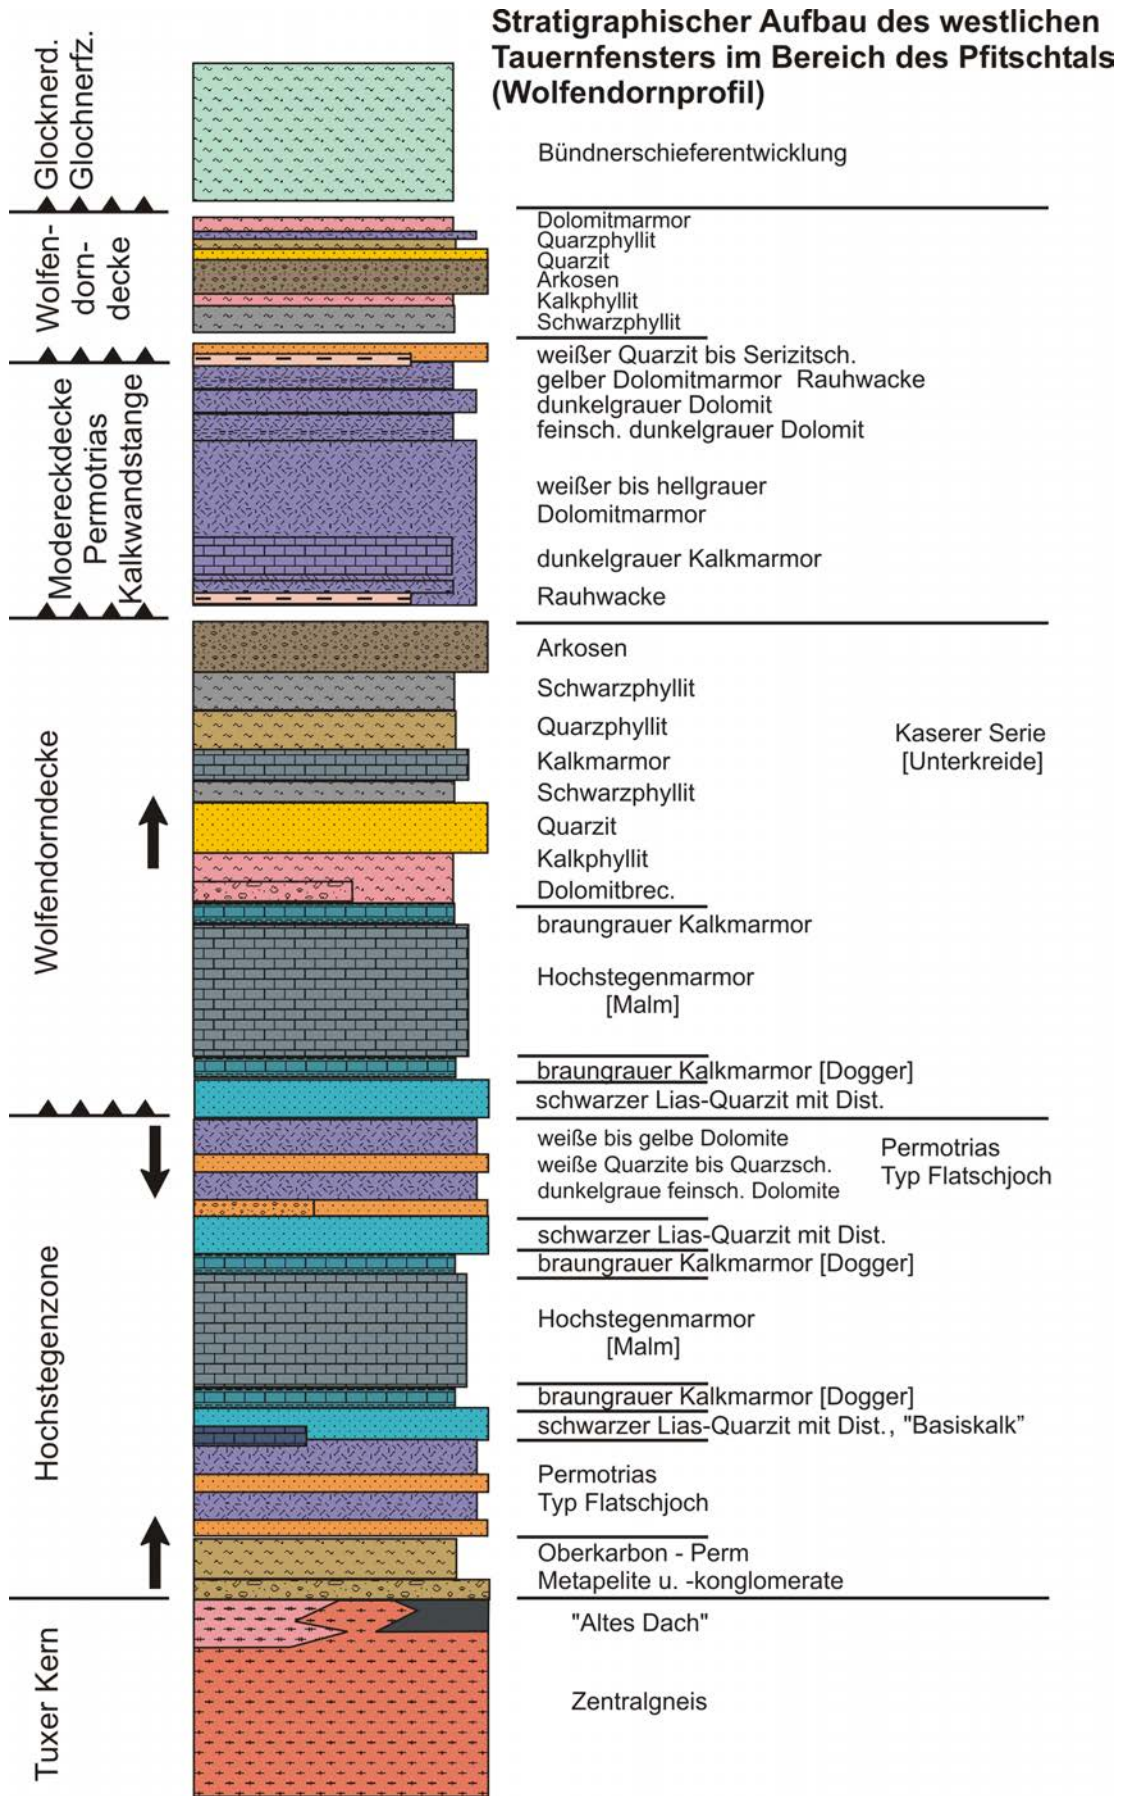 Stratigraphischer Aufbau des westlichen
Tauernfensters im Bereich des Pfitschtals
(Wolfendornprofil)
Glocknerd.
Glochnerfz.
Bündnerschieferentwicklung
Wolfen-
dorn-
decke
Dolomitmarmor
Quarzphyllit
Quarzit
Arkosen
Kalkphyllit
Schwarzphyllit
Modereckdecke
Permotrias
Kalkwandstange
weißer Quarzit bis Serizitsch.
gelber Dolomitmarmor Rauhwacke
dunkelgrauer Dolomit
feinsch. dunkelgrauer Dolomit
weißer bis hellgrauer
Dolomitmarmor
dunkelgrauer Kalkmarmor
Rauhwacke
Wolfendorndecke
Arkosen
Schwarzphyllit
Quarzphyllit
Kalkmarmor
Schwarzphyllit
Quarzit
Kalkphyllit
Dolomitbrec.
Kaserer Serie
[Unterkreide]
braungrauer Kalkmarmor
Hochstegenmarmor
[Malm]
braungrauer Kalkmarmor [Dogger]
schwarzer Lias-Quarzit mit Dist.
Hochstegenzone
weiße bis gelbe Dolomite
weiße Quarzite bis Quarzsch.
dunkelgraue feinsch. Dolomite
Permotrias
Typ Flatschjoch
schwarzer Lias-Quarzit mit Dist.
braungrauer Kalkmarmor [Dogger]
Hochstegenmarmor
[Malm]
braungrauer Kalkmarmor [Dogger]
schwarzer Lias-Quarzit mit Dist., "Basiskalk"
Permotrias
Typ Flatschjoch
Oberkarbon - Perm
Metapelite u. -konglomerate
Tuxer Kern
"Altes Dach"
Zentralgneis